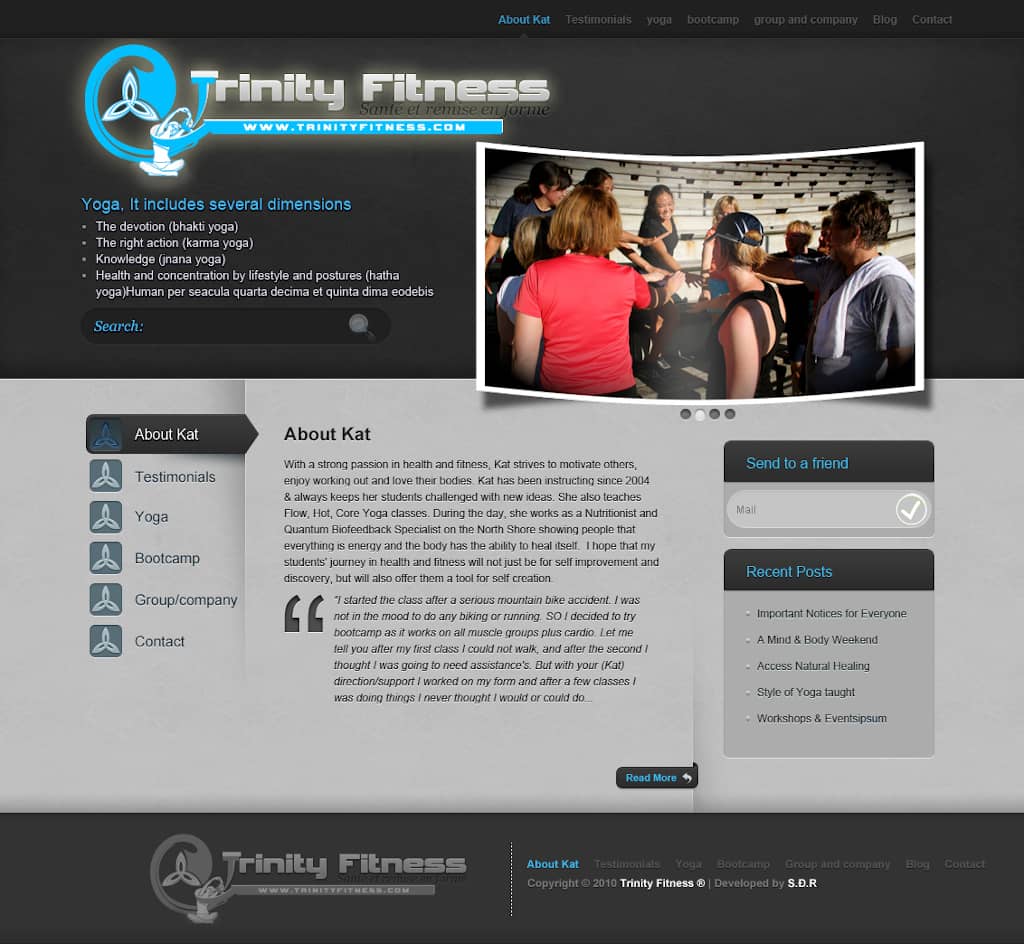 About Kat Testimonials yoga bootcamp group and company Blog Contact
Trinity Fitness
Santé et remise en forme
WWW.TRINITYFITNESS.COM
Yoga, It includes several dimensions
The devotion (bhakti yoga)
The right action (karma yoga)
Knowledge (jnana yoga)
Health and concentration by lifestyle and postures (hatha
yoga)Human per seacula quarta decima et quinta dima eodebis
Search:
About Kat
Testimonials
Yoga
Bootcamp
Group/company
Contact
About Kat
With a strong passion in health and fitness, Kat strives to motivate others,
enjoy working out and love their bodies. Kat has been instructing since 2004
& always keeps her students challenged with new ideas. She also teaches
Flow, Hot, Core Yoga classes. During the day, she works as a Nutritionist and
Quantum Biofeedback Specialist on the North Shore showing people that
everything is energy and the body has the ability to heal itself. I hope that my
students' journey in health and fitness will not just be for self improvement and
discovery, but will also offer them a tool for self creation.
"I started the class after a serious mountain bike accident. I was
not in the mood to do any biking or running. SO I decided to try
bootcamp as it works on all muscle groups plus cardio. Let me
tell you after my first class I could not walk, and after the second I
thought I was going to need assistance's. But with your (Kat)
direction/support I worked on my form and after a few classes I
was doing things I never thought I would or could do...
Read More
Send to a friend
Mail
Recent Posts
Important Notices for Everyone
A Mind & Body Weekend
Access Natural Healing
Style of Yoga taught
Workshops & Eventsipsum
Trinity Fitness
Santé et remise en forme
WWW.TRINITYFITNESS.COM
About Kat Testimonials Yoga Bootcamp Group and company Blog Contact
Copyright © 2010 Trinity Fitness ® | Developed by S.Đ.R